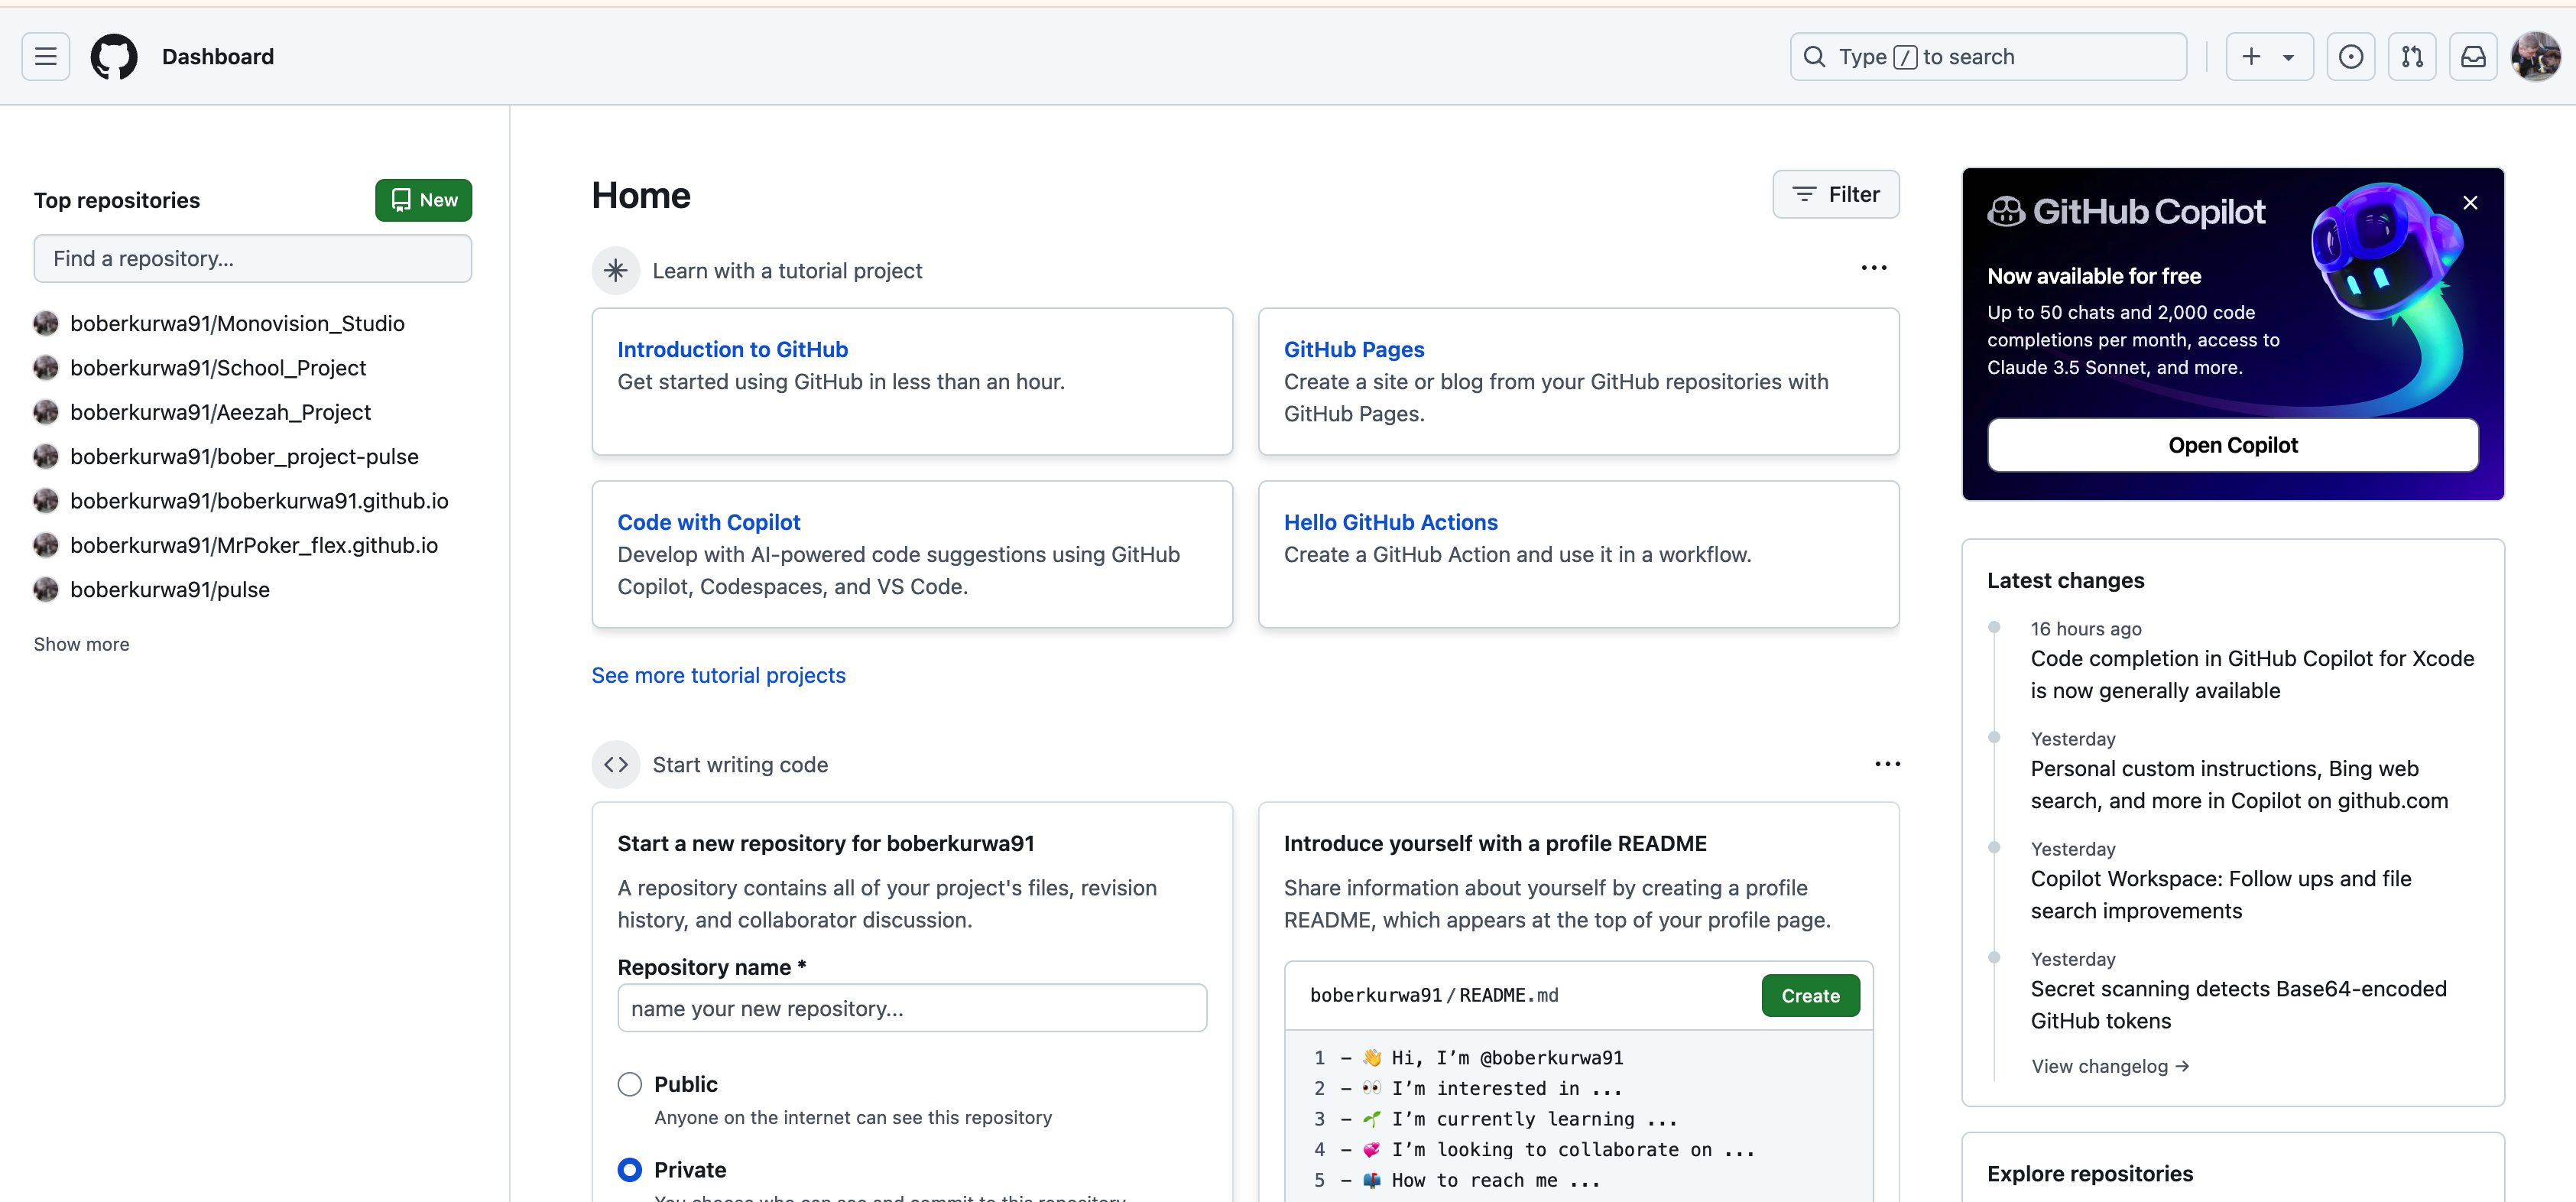 Dashboard
Type / to search
Top repositories
New
Find a repository...
boberkurwa91/Monovision_Studio
boberkurwa91/School_Project
boberkurwa91/Aeezah_Project
boberkurwa91/bober_project-pulse
boberkurwa91/boberkurwa91.github.io
boberkurwa91/MrPoker_flex.github.io
boberkurwa91/pulse
Show more
Home
Filter
Learn with a tutorial project
Introduction to GitHub
Get started using GitHub in less than an hour.
GitHub Pages
Create a site or blog from your GitHub repositories with
GitHub Pages.
Code with Copilot
Develop with AI-powered code suggestions using GitHub
Copilot, Codespaces, and VS Code.
Hello GitHub Actions
Create a GitHub Action and use it in a workflow.
See more tutorial projects
Start writing code
Start a new repository for boberkurwa91
A repository contains all of your project's files, revision
history, and collaborator discussion.
Repository name *
name your new repository...
Public
Anyone on the internet can see this repository
Private
You choose who can see and commit to this repository
Introduce yourself with a profile README
Share information about yourself by creating a profile
README, which appears at the top of your profile page.
boberkurwa91 / README.md
Create
1 - 👋 Hi, I’m @boberkurwa91
2 - 👀 I’m interested in ...
3 - 🌱 I’m currently learning ...
4 - 💞️ I’m looking to collaborate on ...
5 - 📫 How to reach me ...
GitHub Copilot
Now available for free
Up to 50 chats and 2,000 code
completions per month, access to
Claude 3.5 Sonnet, and more.
Open Copilot
Latest changes
16 hours ago
Code completion in GitHub Copilot for Xcode
is now generally available
Yesterday
Personal custom instructions, Bing web
search, and more in Copilot on github.com
Yesterday
Copilot Workspace: Follow ups and file
search improvements
Yesterday
Secret scanning detects Base64-encoded
GitHub tokens
View changelog →
Explore repositories